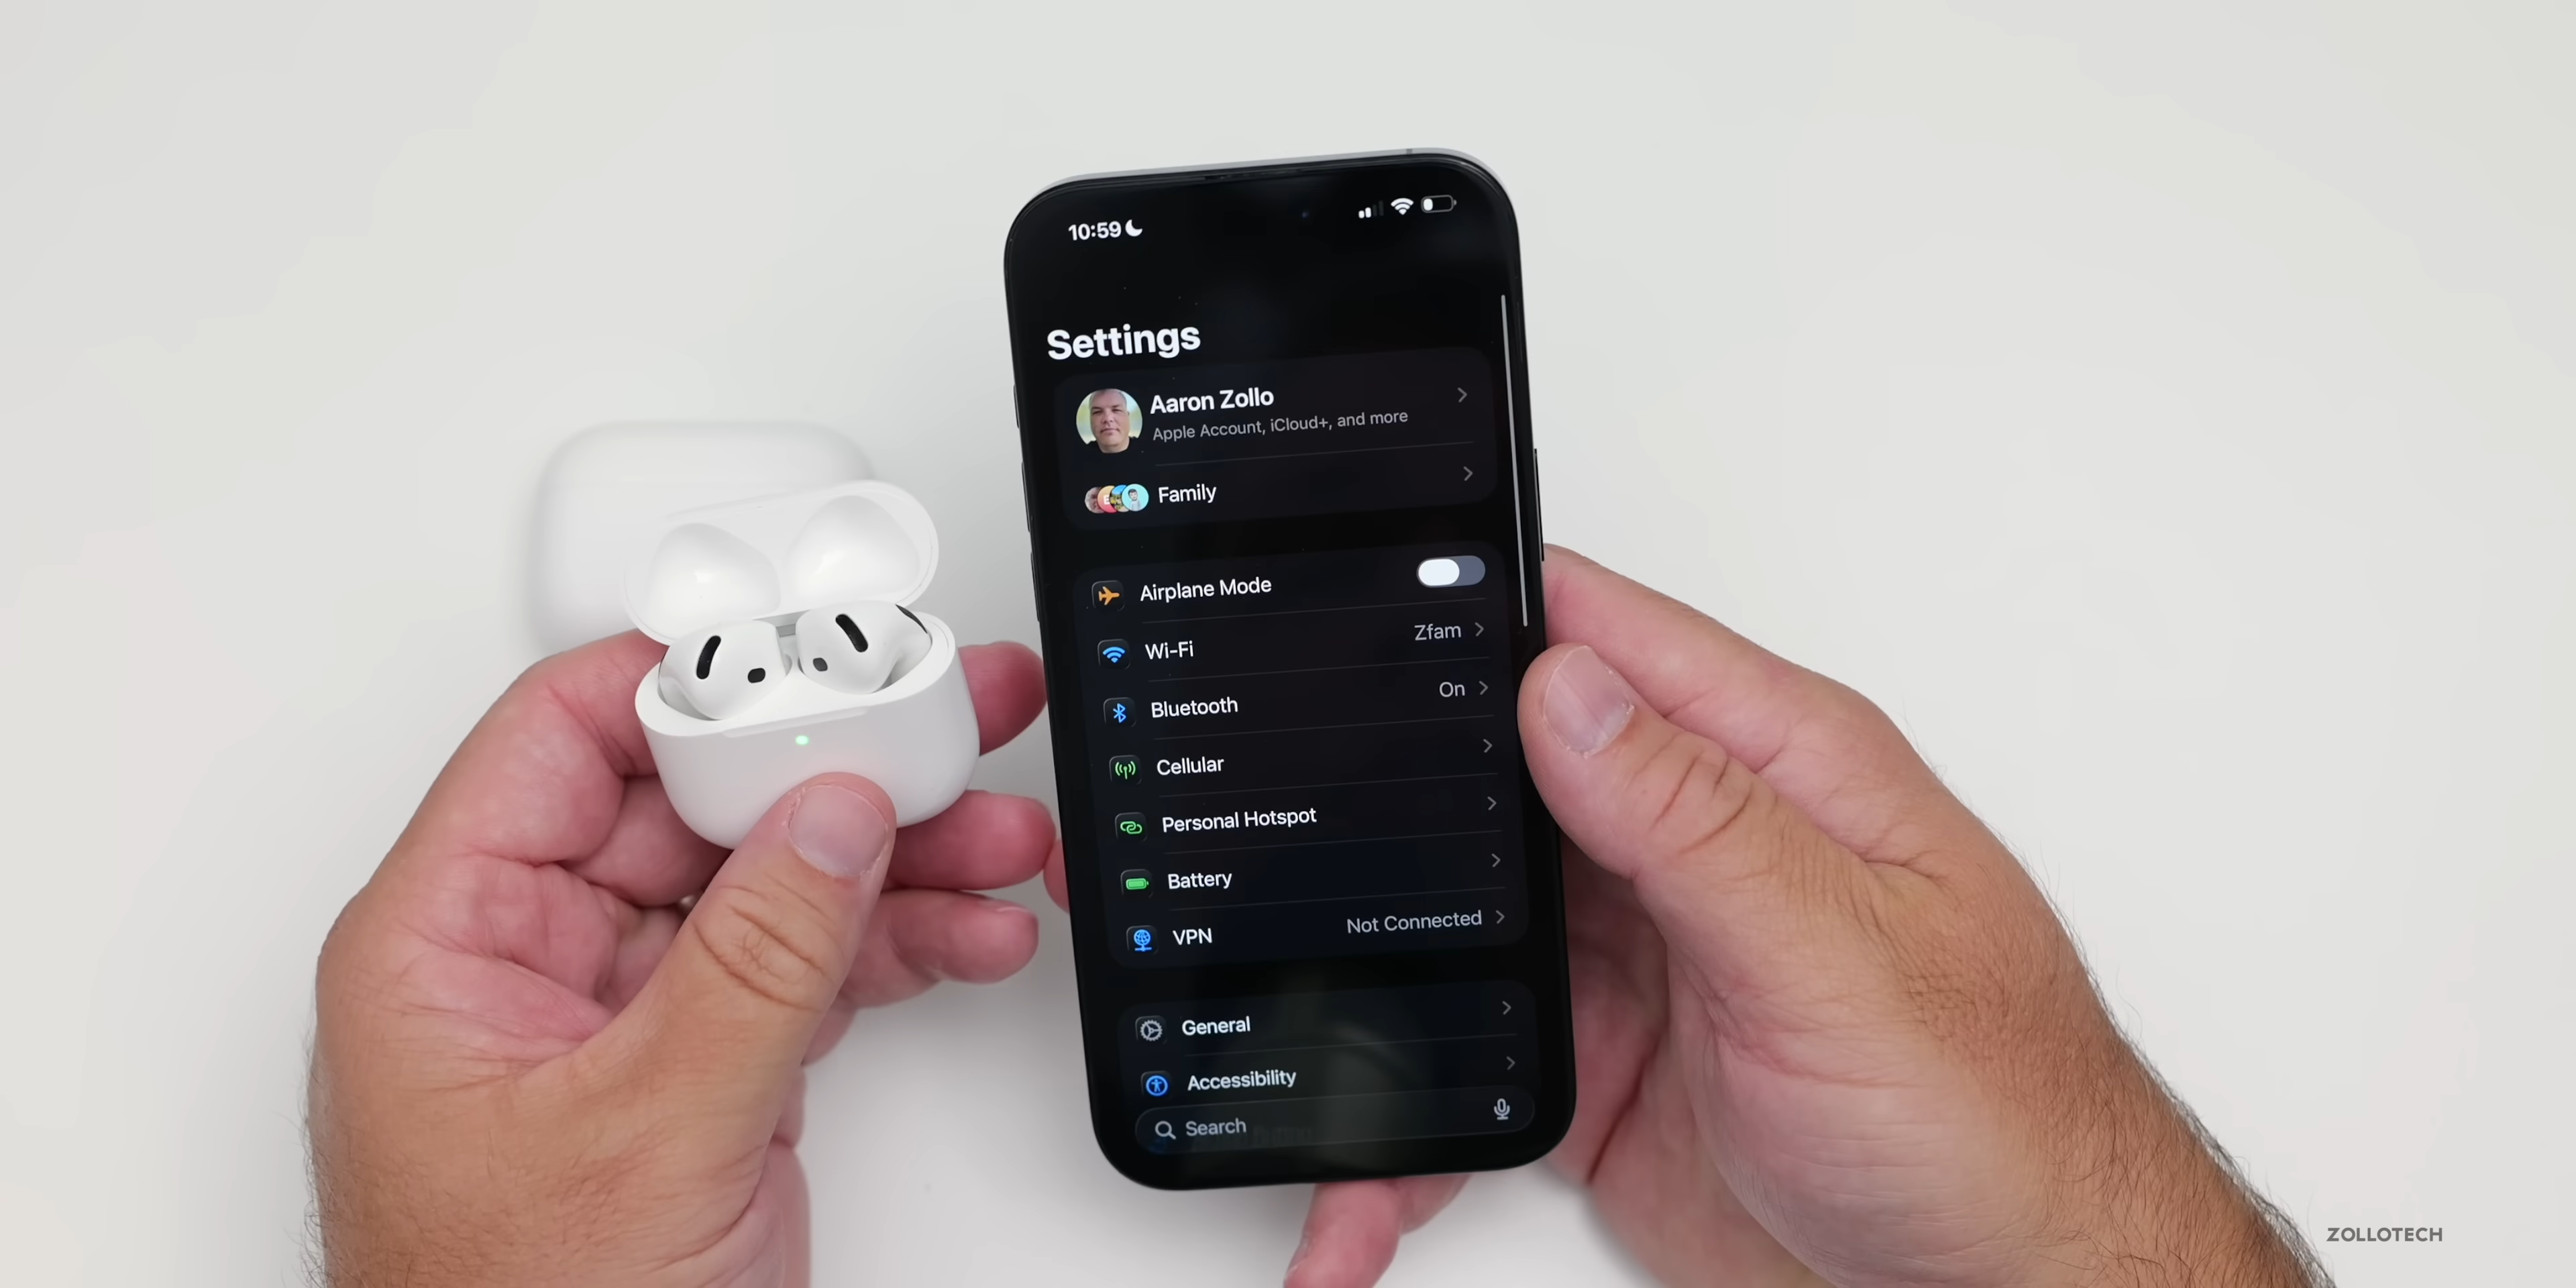 10:59
Settings
Aaron Zollo
Apple Account, iCloud+, and more
Family
Airplane Mode
Wi-Fi Zfam
Bluetooth On
Cellular
Personal Hotspot
Battery
VPN Not Connected
General
Accessibility
Search
ZOLLOTECH